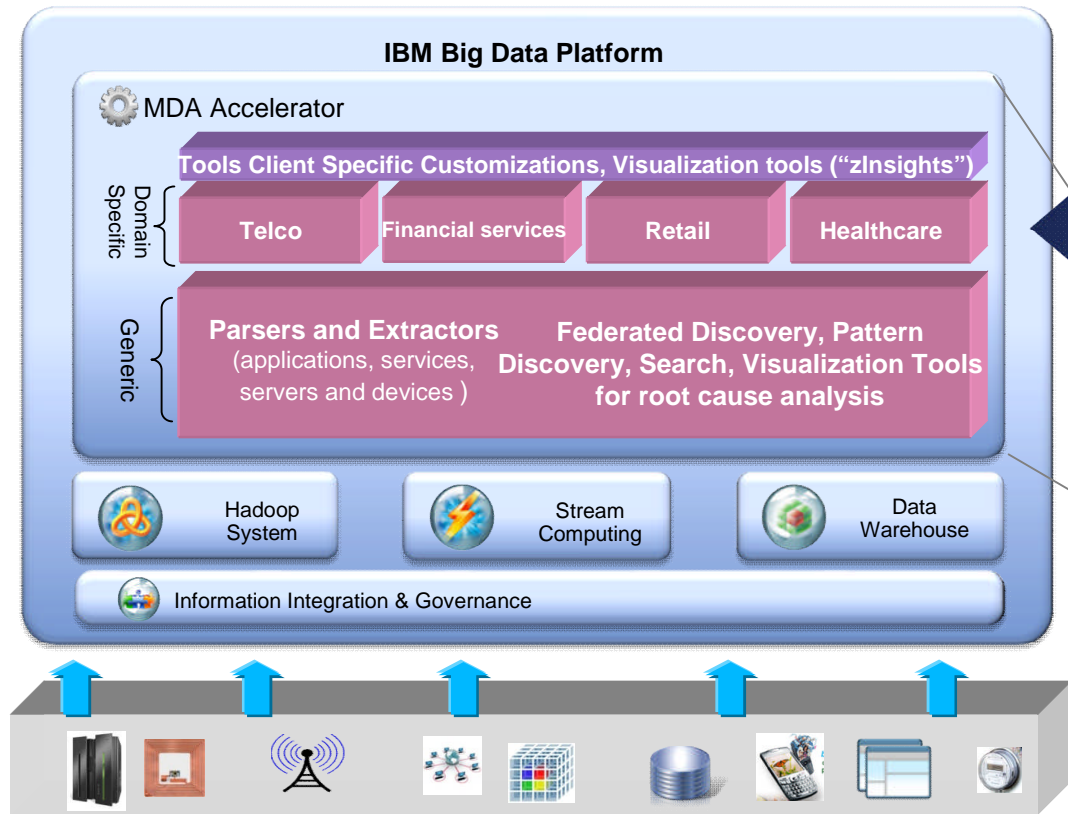 IBM Big Data Platform
MDA Accelerator
Tools Client Specific Customizations, Visualization tools (“zInsights”)
Domain
Specific
Telco
Financial services
Retail
Healthcare
Generic
Parsers and Extractors
(applications, services,
servers and devices )
Federated Discovery, Pattern
Discovery, Search, Visualization Tools
for root cause analysis
Hadoop
System
Stream
Computing
Data
Warehouse
Information Integration & Governance